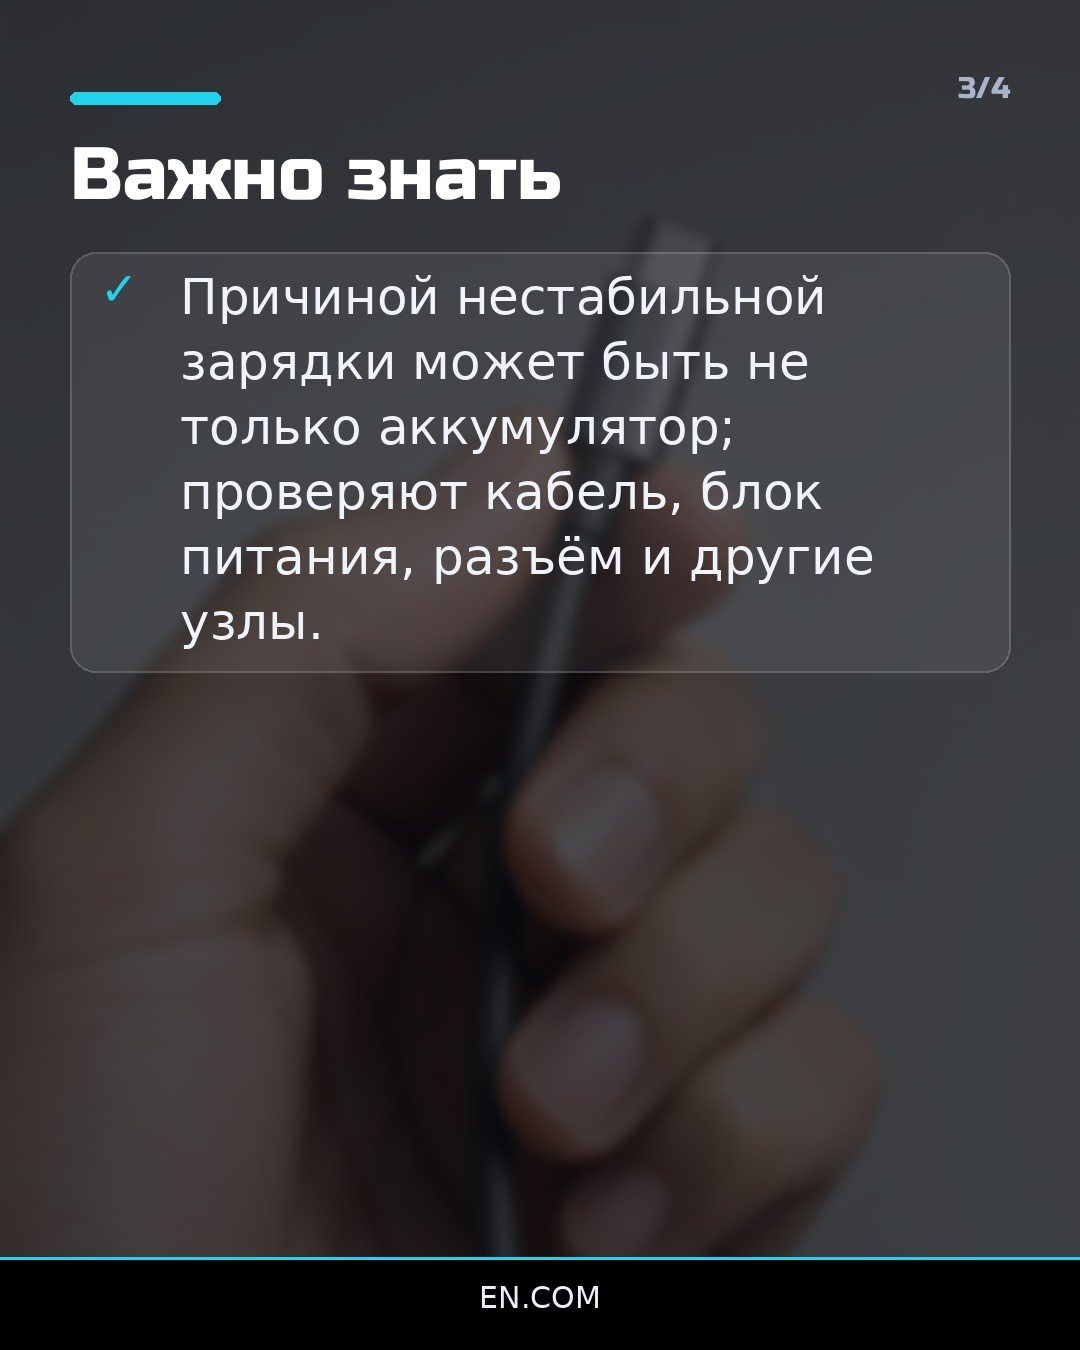 3/4
Важно знать
✓ Причиной нестабильной
зарядки может быть не
только аккумулятор;
проверяют кабель, блок
питания, разъём и другие
узлы.
EN.COM